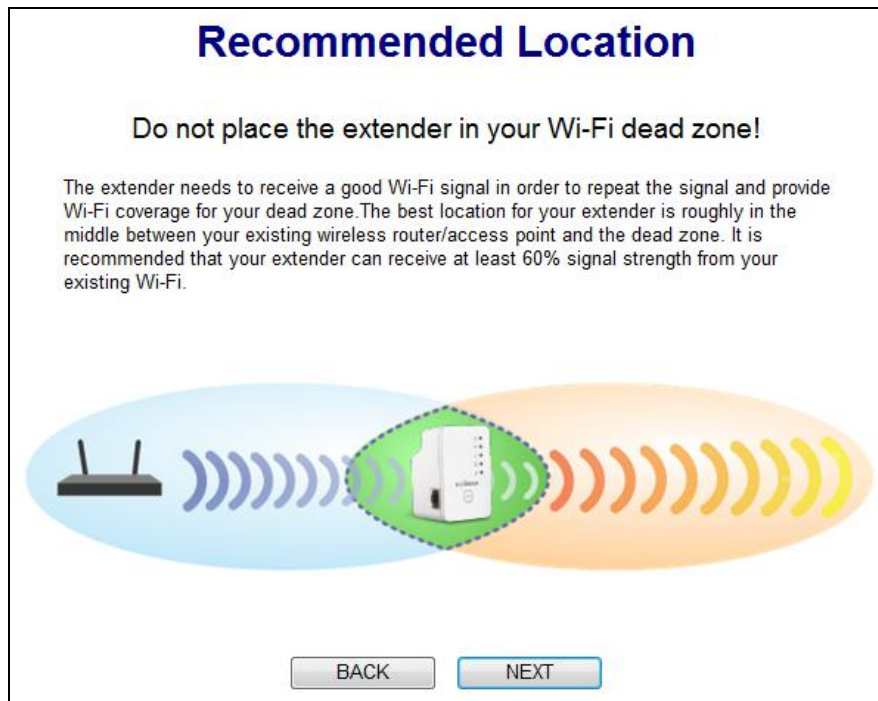 Recommended Location
Do not place the extender in your Wi-Fi dead zone!
The extender needs to receive a good Wi-Fi signal in order to repeat the signal and provide
Wi-Fi coverage for your dead zone.The best location for your extender is roughly in the
middle between your existing wireless router/access point and the dead zone. It is
recommended that your extender can receive at least 60% signal strength from your
existing Wi-Fi.
BACK
NEXT